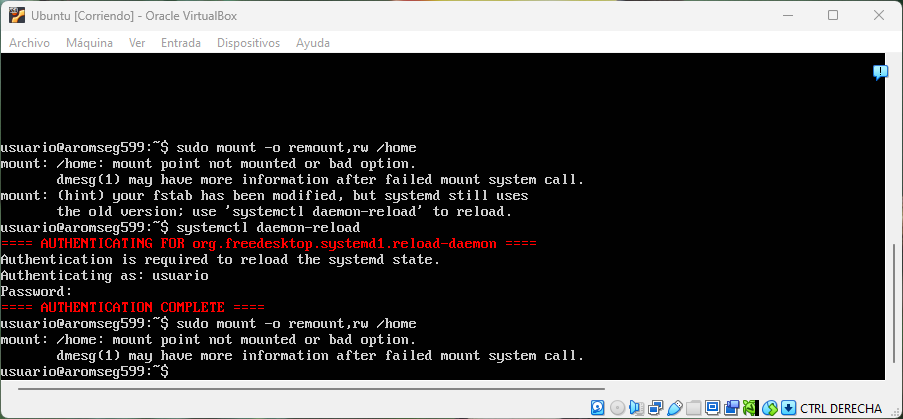 Ubuntu [Corriendo] - Oracle VirtualBox
Archivo Máquina Ver Entrada Dispositivos Ayuda
usuario@aromseg599:~$ sudo mount -o remount,rw /home
mount: /home: mount point not mounted or bad option.
dmesg(1) may have more information after failed mount system call.
mount: (hint) your fstab has been modified, but systemd still uses
the old version; use 'systemctl daemon-reload' to reload.
usuario@aromseg599:~$ systemctl daemon-reload
==== AUTHENTICATING FOR org.freedesktop.systemd1.reload-daemon ====
Authentication is required to reload the systemd state.
Authenticating as: usuario
Password:
==== AUTHENTICATION COMPLETE ====
usuario@aromseg599:~$ sudo mount -o remount,rw /home
mount: /home: mount point not mounted or bad option.
dmesg(1) may have more information after failed mount system call.
usuario@aromseg599:~$
CTRL DERECHA